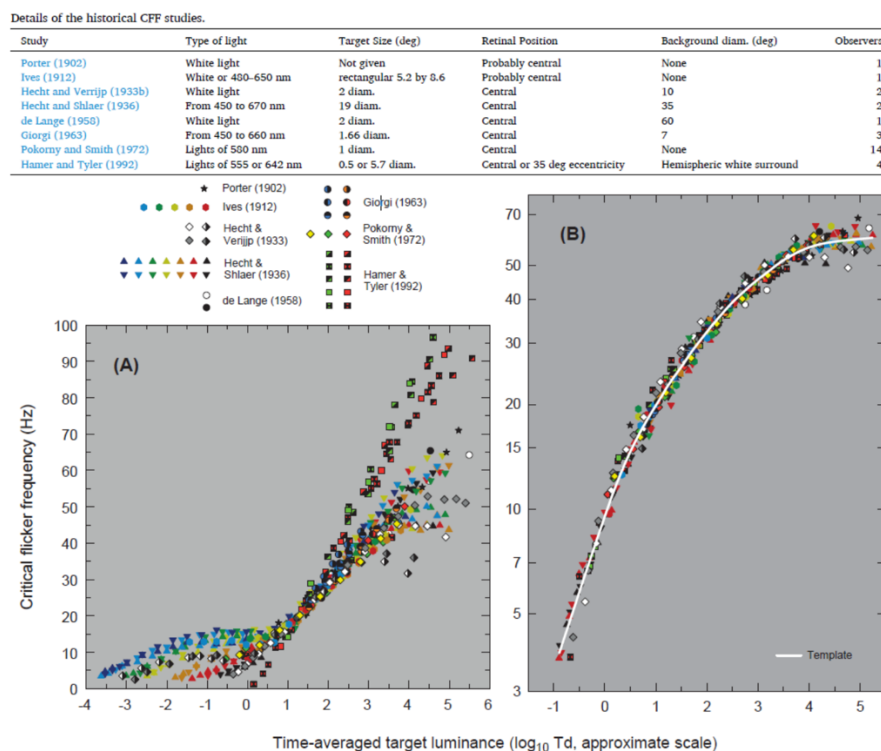 Details of the historical CFF studies.
Study Type of light Target Size (deg) Retinal Position Background diam. (deg) Observers
Porter (1902) White light Not given Probably central None 1
Ives (1912) White or 480–650 nm rectangular 5.2 by 8.6 Probably central None 1
Hecht and Verrijp (1933b) White light 2 diam. Central 10 2
Hecht and Shlaer (1936) From 450 to 670 nm 19 diam. Central 35 2
de Lange (1958) White light 2 diam. Central 60 1
Giorgi (1963) From 450 to 660 nm 1.66 diam. Central 7 3
Pokorny and Smith (1972) Lights of 580 nm 1 diam. Central None 14
Hamer and Tyler (1992) Lights of 555 or 642 nm 0.5 or 5.7 diam. Central or 35 deg eccentricity Hemispheric white surround 4
Porter (1902)
Ives (1912)
Hecht &
Verijjp (1933)
Hecht &
Shlaer (1936)
de Lange (1958)
Giorgi (1963)
Pokorny &
Smith (1972)
Hamer &
Tyler (1992)
(A)
100
90
80
70
60
50
40
30
20
10
0
Critical flicker frequency (Hz)
-4 -3 -2 -1 0 1 2 3 4 5 6
(B)
70
60
50
40
30
20
15
10
7
5
3
Template
-1 0 1 2 3 4 5
Time-averaged target luminance (log10 Td, approximate scale)